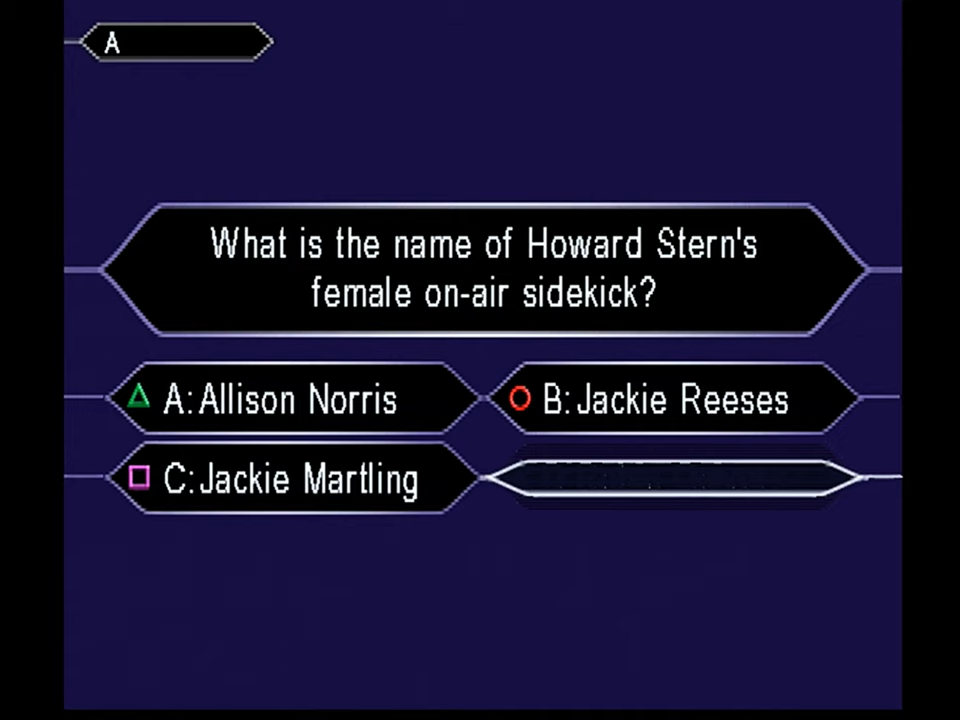 A
What is the name of Howard Stern's
female on-air sidekick?
A: Allison Norris
B: Jackie Reeses
C: Jackie Martling